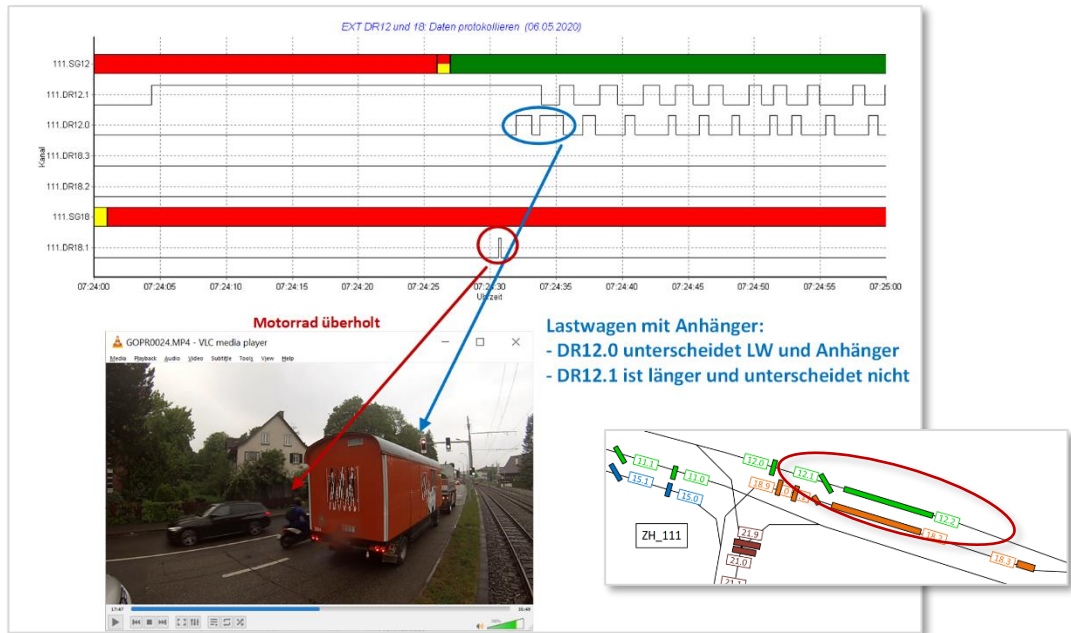 EXT DR12 und 18: Daten protokollieren (06.05.2020)
111.SG12
111.DR12.1
111.DR12.0
111.DR18.3
111.DR18.2
111.SG18
111.DR18.1
Kanal
07:24:00 07:24:05 07:24:10 07:24:15 07:24:20 07:24:25 07:24:30 07:24:35 07:24:40 07:24:45 07:24:50 07:24:55 07:25:00
Uhrzeit
Motorrad überholt
Lastwagen mit Anhänger:
- DR12.0 unterscheidet LW und Anhänger
- DR12.1 ist länger und unterscheidet nicht
GOPR0024.MP4 - VLC media player
Media Playback Audio Video Subtitle Tools View Help
17:47
11.1
11.0
15.1
15.0
12.0
12.1
12.2
18.9
18.3
ZH_111
21.9
21.0